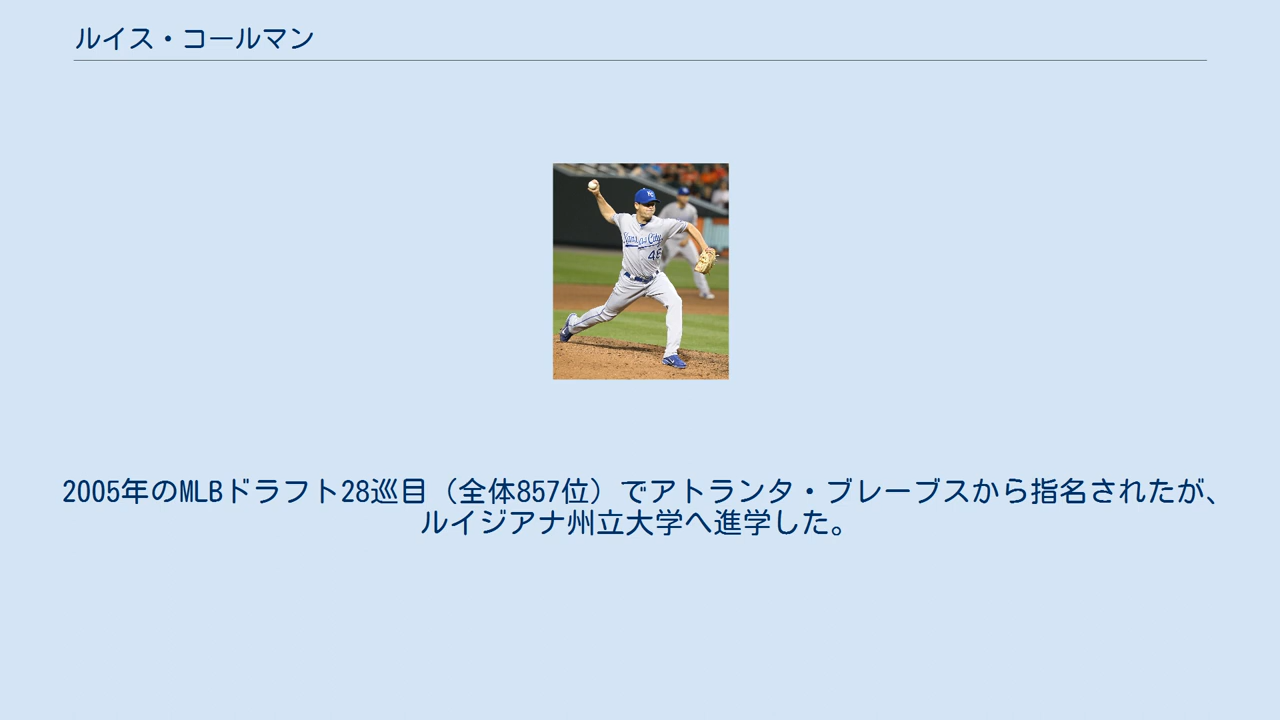 ルイス・コールマン
Kansas City
46
2005年のMLBドラフト28巡目（全体857位）でアトランタ・ブレーブスから指名されたが、
ルイジアナ州立大学へ進学した。